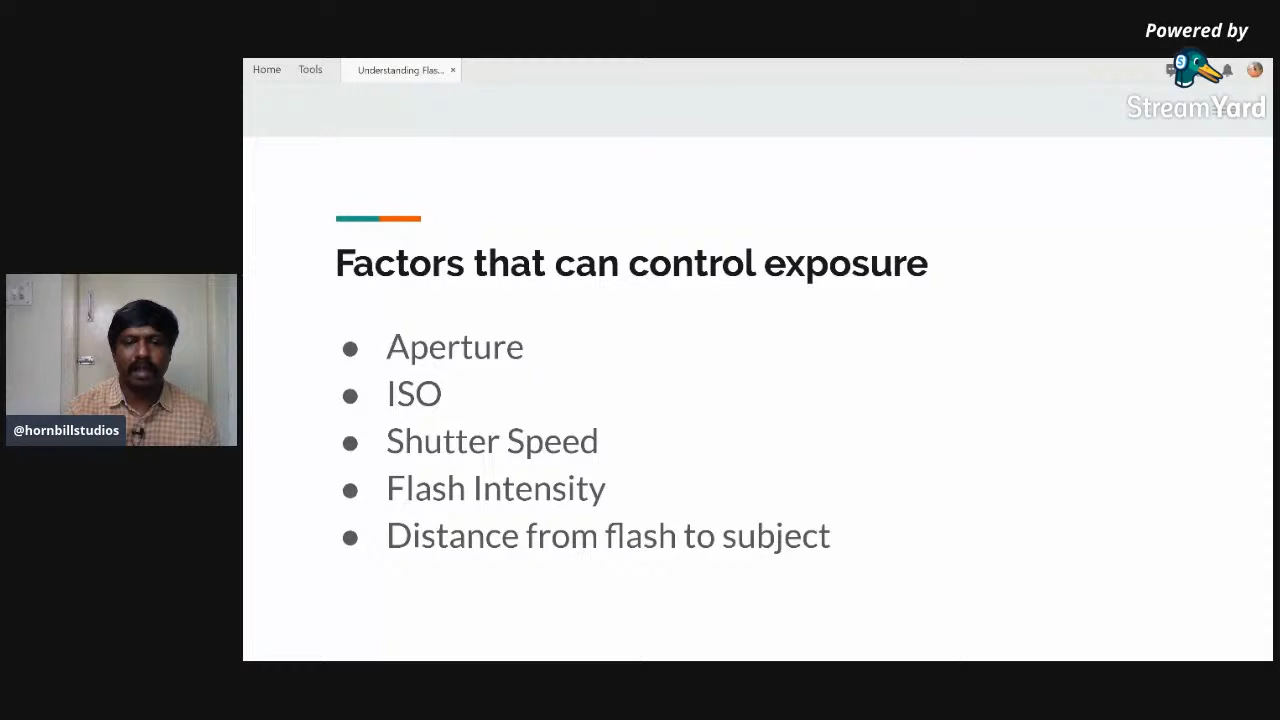 Powered by
StreamYard
Home Tools Understanding Flas... ×
Factors that can control exposure
● Aperture
● ISO
● Shutter Speed
● Flash Intensity
● Distance from flash to subject
@hornbillstudios